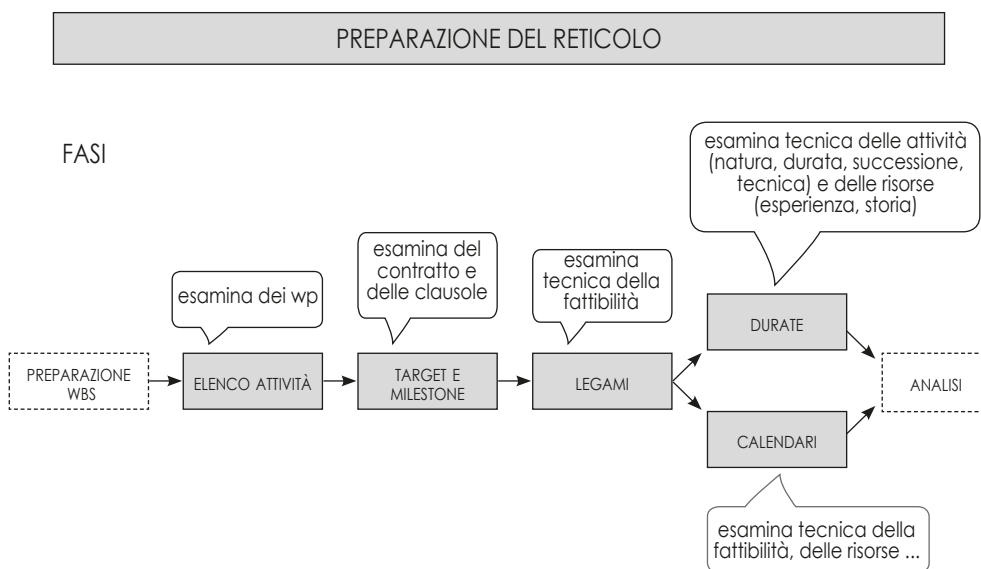 PREPARAZIONE DEL RETICOLO
FASI
esamina tecnica delle attività
(natura, durata, successione,
tecnica) e delle risorse
(esperienza, storia)
esamina dei wp
esamina del
contratto e
delle clausole
esamina
tecnica della
fattibilità
PREPARAZIONE
WBS
ELENCO ATTIVITÀ
TARGET E
MILESTONE
LEGAMI
DURATE
CALENDARI
ANALISI
esamina tecnica della
fattibilità, delle risorse ...